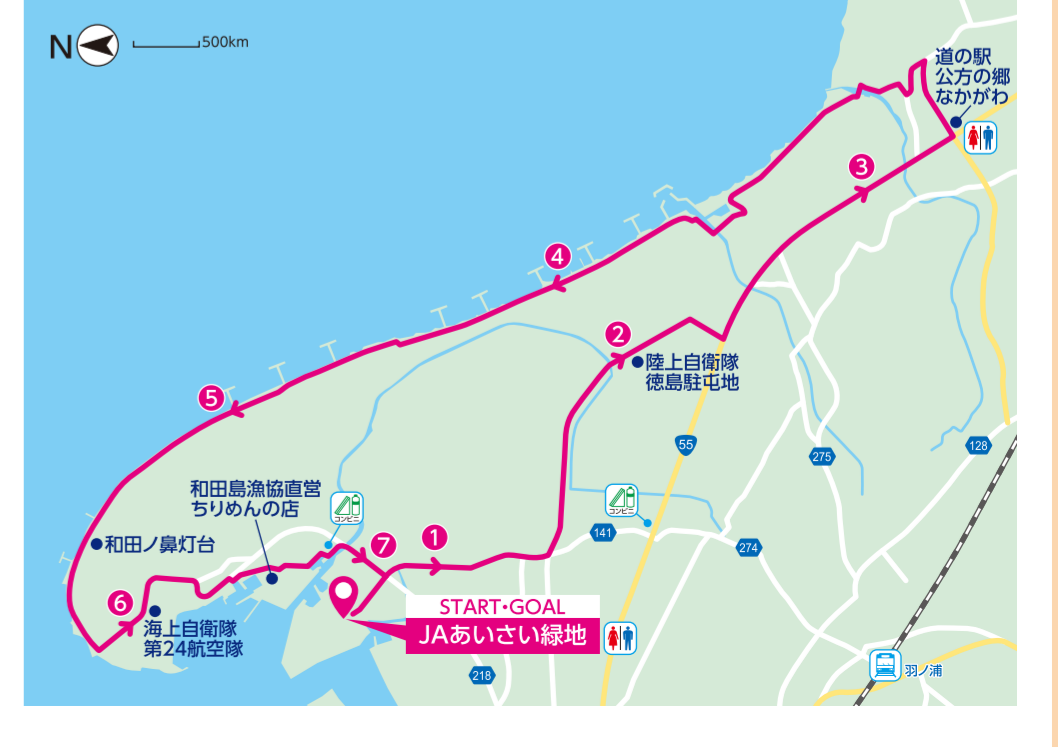 N
500km
道の駅
公方の郷
なかがわ
3
4
2
陸上自衛隊
徳島駐屯地
5
55
275
128
和田島漁協直営
ちりめんの店
コンビニ
コンビニ
141
274
和田ノ鼻灯台
7
1
6
海上自衛隊
第24航空隊
START・GOAL
JAあいさい緑地
218
羽ノ浦